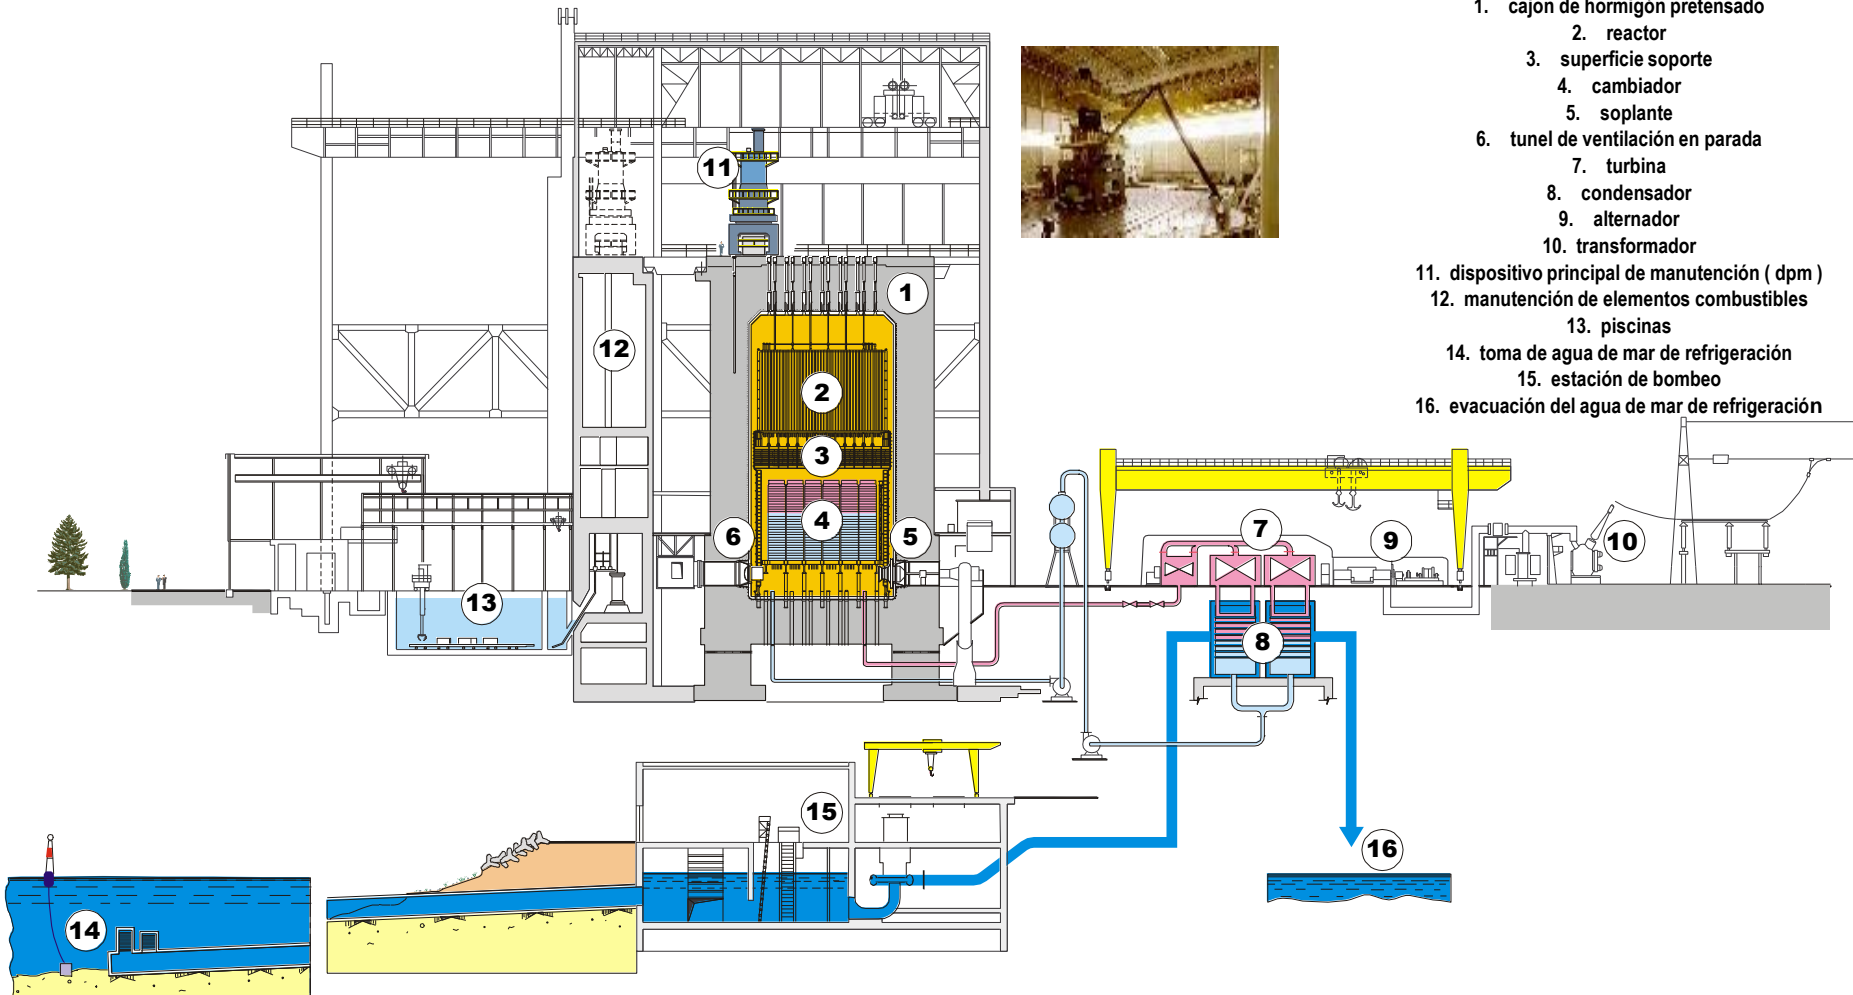 1. cajón de hormigón pretensado
2. reactor
3. superficie soporte
4. cambiador
5. soplante
6. tunel de ventilación en parada
7. turbina
8. condensador
9. alternador
10. transformador
11. dispositivo principal de manutención ( dpm )
12. manutención de elementos combustibles
13. piscinas
14. toma de agua de mar de refrigeración
15. estación de bombeo
16. evacuación del agua de mar de refrigeración
11
1
12
2
3
4
6
5
7
9
10
13
8
15
16
14